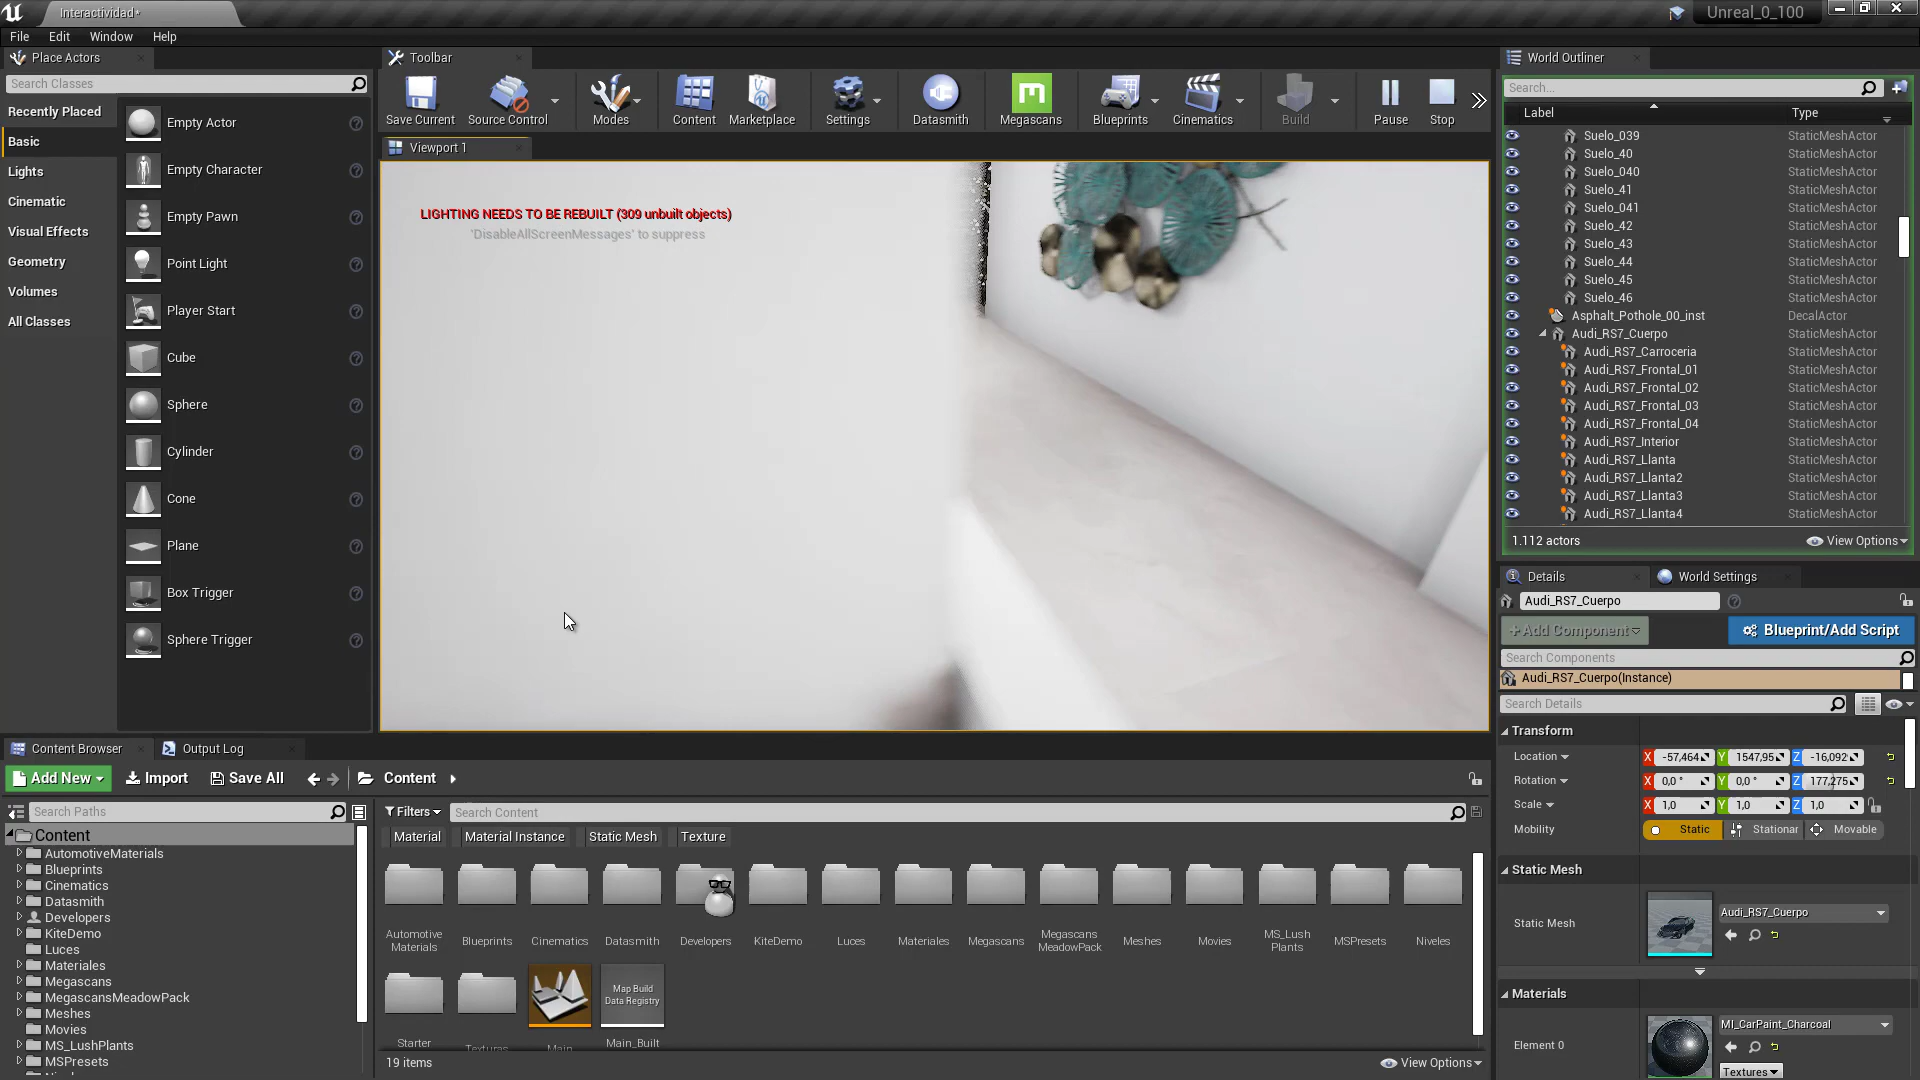 Interactividad*
Unreal_0_100
File Edit Window Help
Place Actors
Search Classes
Recently Placed
Basic
Lights
Cinematic
Visual Effects
Geometry
Volumes
All Classes
Empty Actor
Empty Character
Empty Pawn
Point Light
Player Start
Cube
Sphere
Cylinder
Cone
Plane
Box Trigger
Sphere Trigger
Toolbar
Save Current
Source Control
Modes
Content
Marketplace
Settings
Datasmith
Megascans
Blueprints
Cinematics
Build
Pause
Stop
Viewport 1
LIGHTING NEEDS TO BE REBUILT (309 unbuilt objects)
'DisableAllScreenMessages' to suppress
World Outliner
Search...
Label Type
Suelo_039 StaticMeshActor
Suelo_40 StaticMeshActor
Suelo_040 StaticMeshActor
Suelo_41 StaticMeshActor
Suelo_041 StaticMeshActor
Suelo_42 StaticMeshActor
Suelo_43 StaticMeshActor
Suelo_44 StaticMeshActor
Suelo_45 StaticMeshActor
Suelo_46 StaticMeshActor
Asphalt_Pothole_00_inst DecalActor
Audi_RS7_Cuerpo StaticMeshActor
Audi_RS7_Carroceria StaticMeshActor
Audi_RS7_Frontal_01 StaticMeshActor
Audi_RS7_Frontal_02 StaticMeshActor
Audi_RS7_Frontal_03 StaticMeshActor
Audi_RS7_Frontal_04 StaticMeshActor
Audi_RS7_Interior StaticMeshActor
Audi_RS7_Llanta StaticMeshActor
Audi_RS7_Llanta2 StaticMeshActor
Audi_RS7_Llanta3 StaticMeshActor
Audi_RS7_Llanta4 StaticMeshActor
1.112 actors
View Options
Details
World Settings
Audi_RS7_Cuerpo
+ Add Component
Blueprint/Add Script
Search Components
Audi_RS7_Cuerpo(Instance)
Search Details
Transform
Location X -57,464 Y 1547,95 Z -16,092
Rotation X 0,0 ° Y 0,0 ° Z 177,275
Scale X 1,0 Y 1,0 Z 1,0
Mobility Static Stationar Movable
Static Mesh
Static Mesh
Audi_RS7_Cuerpo
Materials
Element 0
MI_CarPaint_Charcoal
Textures
Content Browser
Output Log
Add New
Import
Save All
Content
Search Paths
Filters
Search Content
Material
Material Instance
Static Mesh
Texture
Content
AutomotiveMaterials
Blueprints
Cinematics
Datasmith
Developers
KiteDemo
Luces
Materiales
Megascans
MegascansMeadowPack
Meshes
Movies
MS_LushPlants
MSPresets
Automotive Materials
Blueprints
Cinematics
Datasmith
Developers
KiteDemo
Luces
Materiales
Megascans
Megascans MeadowPack
Meshes
Movies
MS_Lush Plants
MSPresets
Niveles
Starter
Textures
Main
Map Build Data Registry
Main_Built
19 items
View Options